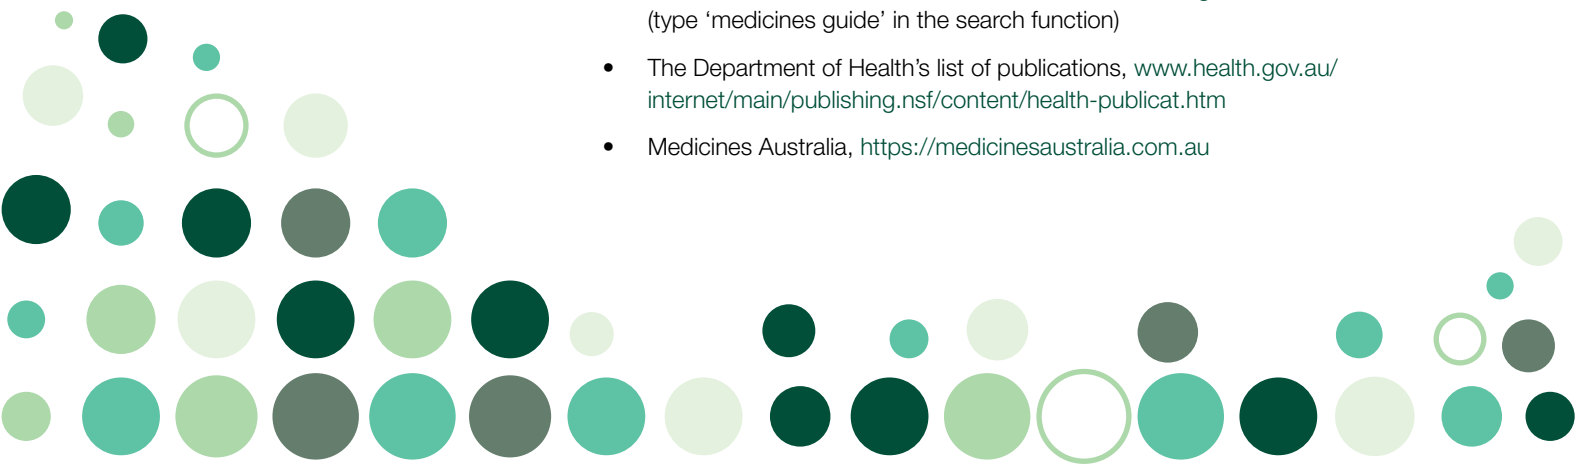 (type ‘medicines guide’ in the search function)
• The Department of Health’s list of publications, www.health.gov.au/
internet/main/publishing.nsf/content/health-publicat.htm
• Medicines Australia, https://medicinesaustralia.com.au